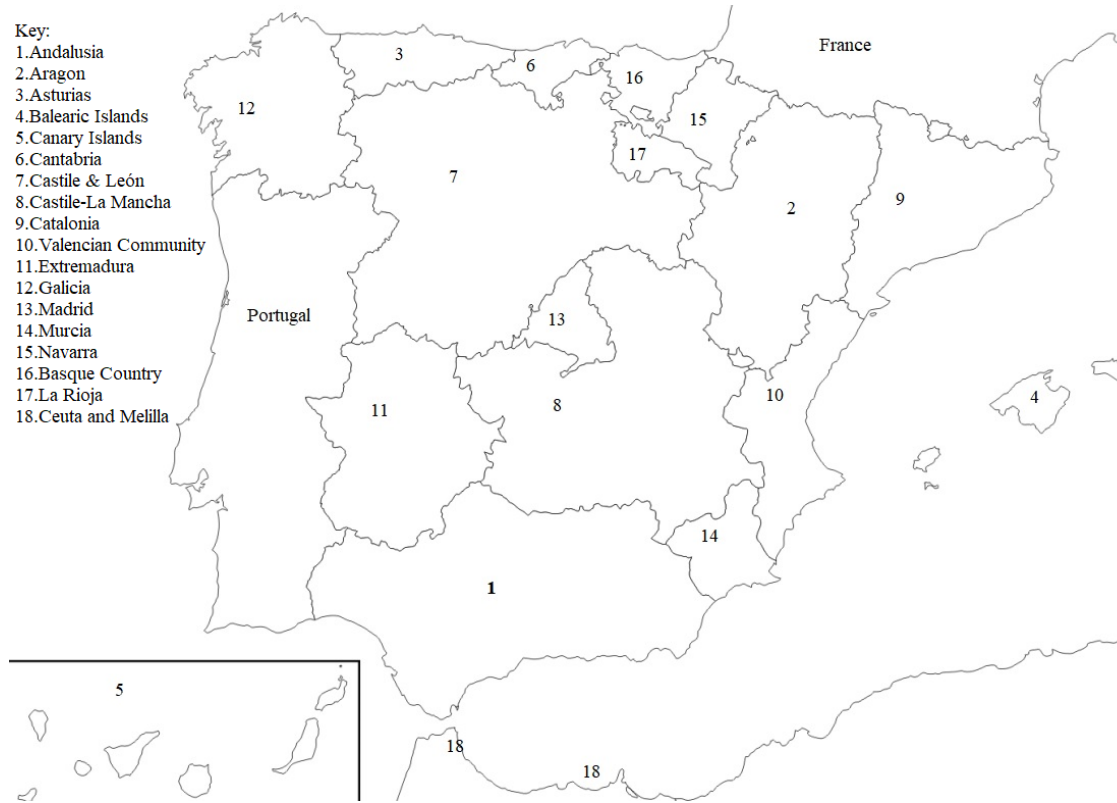 Key:
1.Andalusia
2.Aragon
3.Asturias
4.Balearic Islands
5.Canary Islands
6.Cantabria
7.Castile & León
8.Castile-La Mancha
9.Catalonia
10.Valencian Community
11.Extremadura
12.Galicia
13.Madrid
14.Murcia
15.Navarra
16.Basque Country
17.La Rioja
18.Ceuta and Melilla
France
3
6
16
12
15
17
7
2
9
Portugal
13
10
4
8
11
14
1
5
18
18